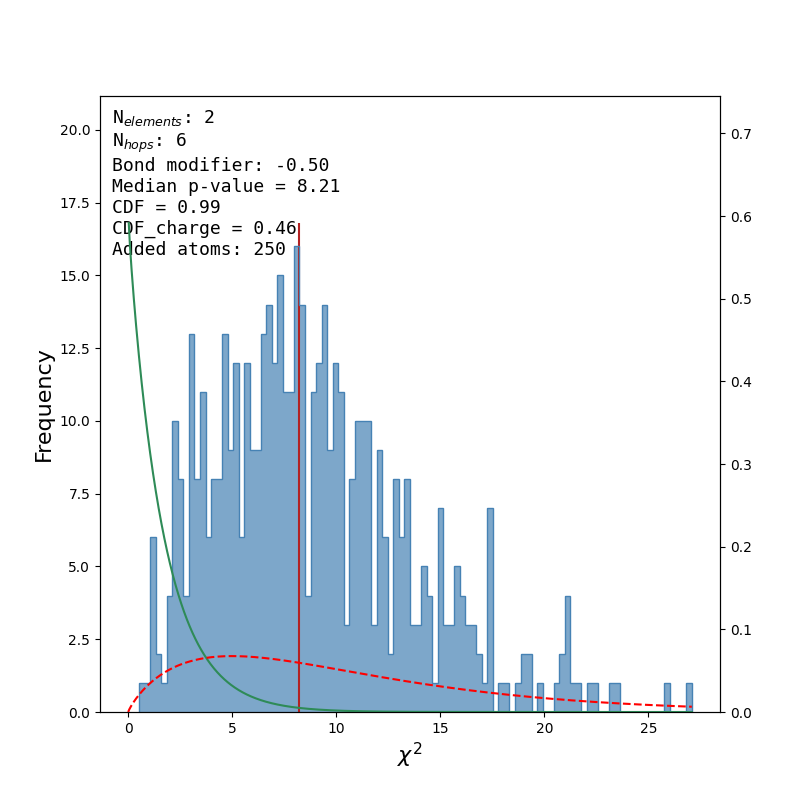 N_elements: 2
N_hops: 6
Bond modifier: -0.50
Median p-value = 8.21
CDF = 0.99
CDF_charge = 0.46
Added atoms: 250
20.0
17.5
15.0
12.5
10.0
7.5
5.0
2.5
0.0
Frequency
0.7
0.6
0.5
0.4
0.3
0.2
0.1
0.0
0 5 10 15 20 25
χ²